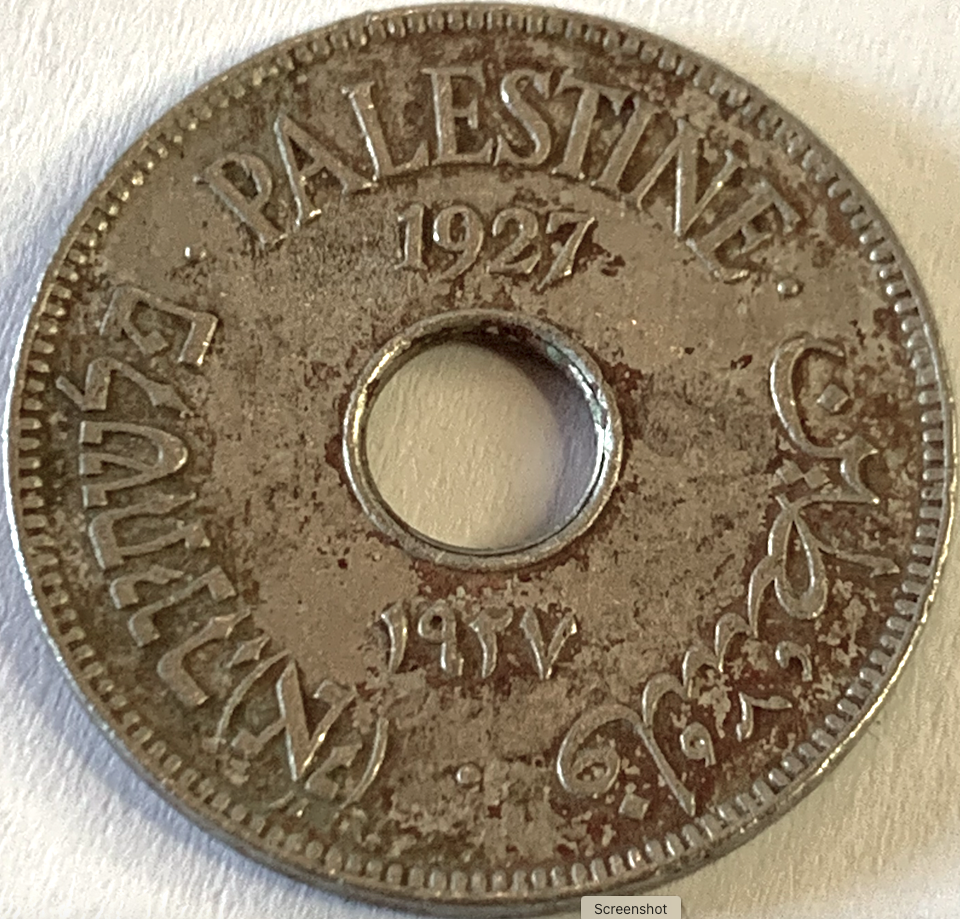 PALESTINE
1927
פלשתינה (א״י)
فلسطين
١٩٢٧
Screenshot